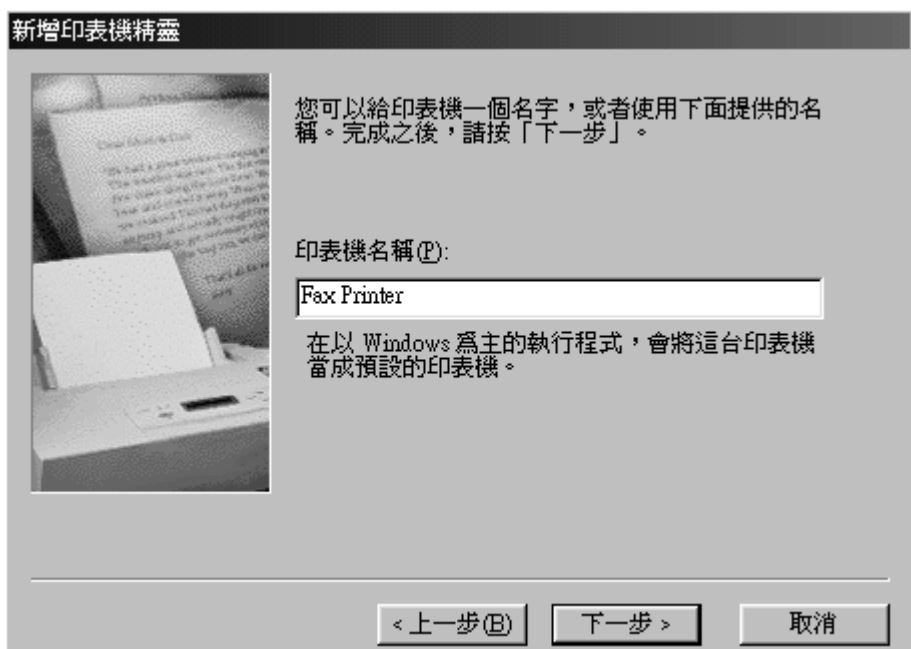 新增印表機精靈
您可以給印表機一個名字，或者使用下面提供的名
稱。完成之後，請按「下一步」。
印表機名稱(P):
Fax Printer
在以 Windows 為主的執行程式，會將這台印表機
當成預設的印表機。
< 上一步(B)
下一步 >
取消